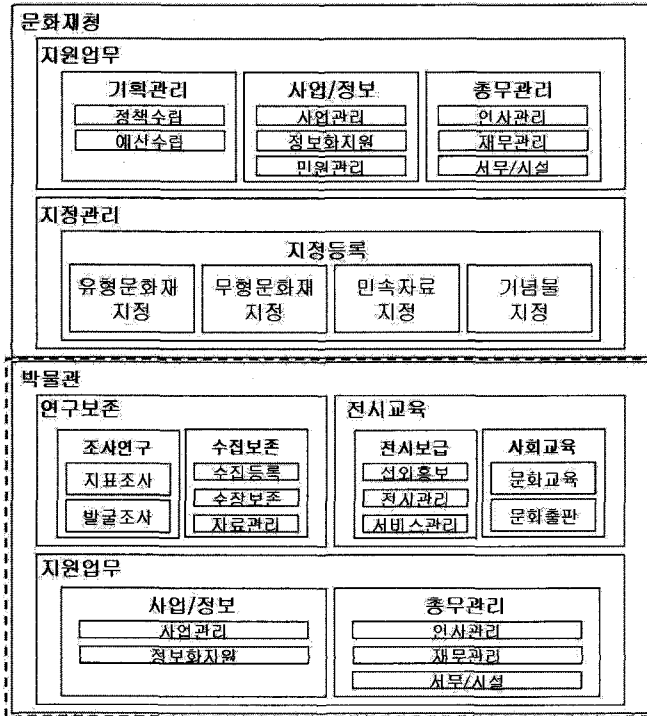 문화재청
지원업무
기획관리
정책수립
예산수립
사업/정보
사업관리
정보화지원
민원관리
총무관리
인사관리
재무관리
서무/시설
지정관리
지정등록
유형문화재
지정
무형문화재
지정
민속자료
지정
기념물
지정
박물관
연구보존
조사연구
지표조사
발굴조사
수집보존
수집등록
수장보존
자료관리
전시교육
전시보급
섭외홍보
전시관리
서비스관리
사회교육
문화교육
문화출판
지원업무
사업/정보
사업관리
정보화지원
총무관리
인사관리
재무관리
서무/시설